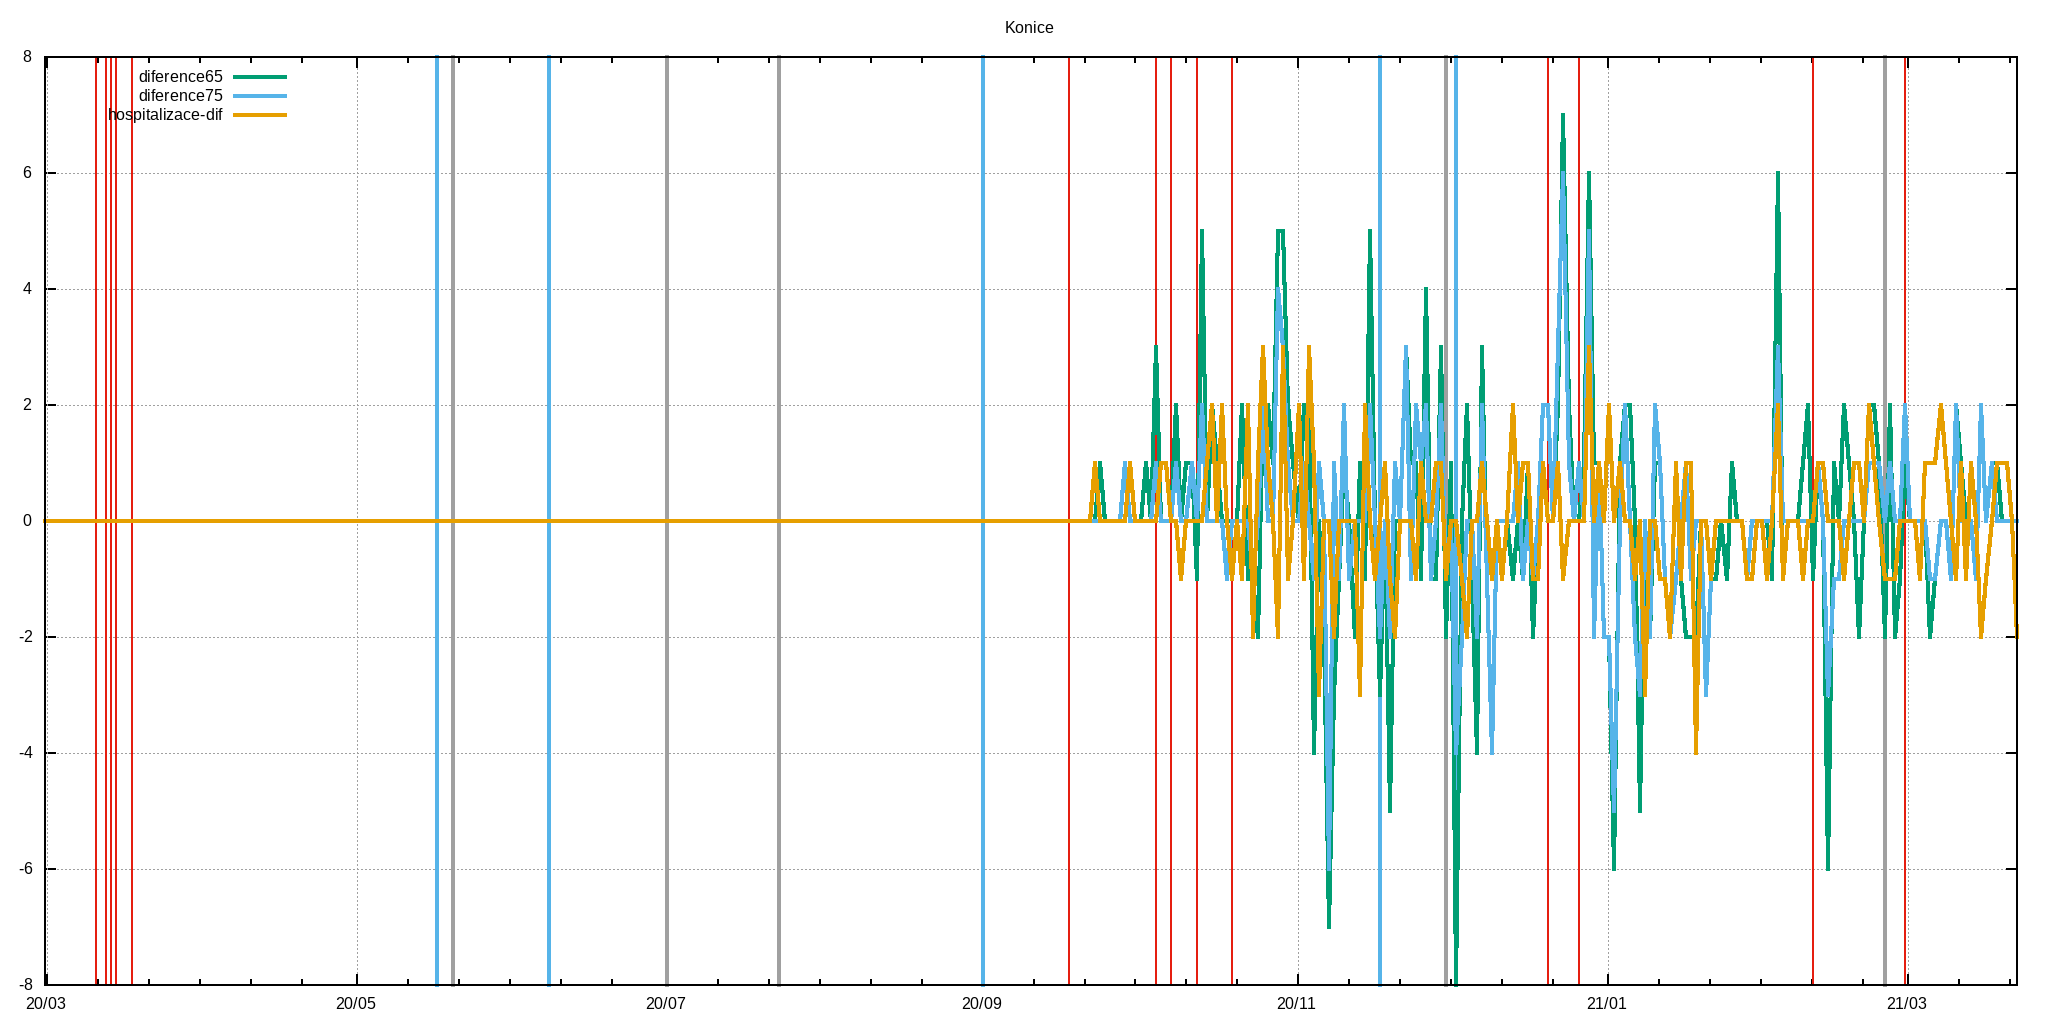 Konice
8
diference65
diference75
hospitalizace-dif
6
4
2
0
-2
-4
-6
-8
20/03 20/05 20/07 20/09 20/11 21/01 21/03